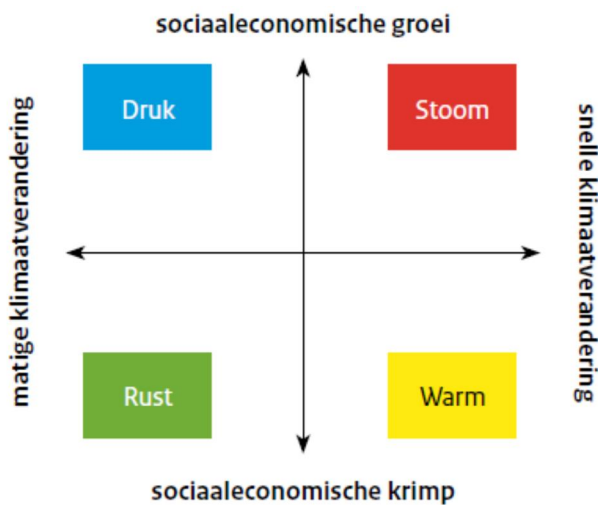 sociaaleconomische groei
Druk
Stoom
matige klimaatverandering
snelle klimaatverandering
Rust
Warm
sociaaleconomische krimp